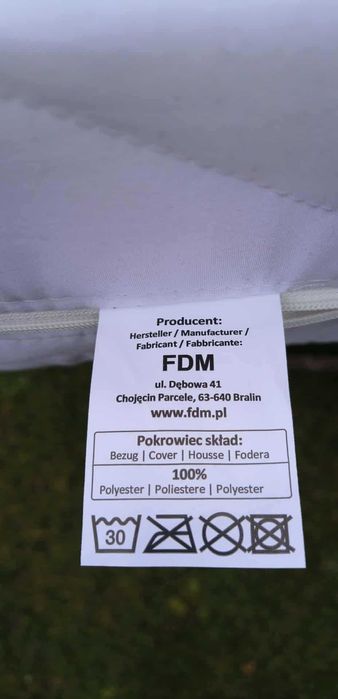 Producent:
Hersteller / Manufacturer /
Fabricant / Fabbricante:
FDM
ul. Dębowa 41
Chojęcin Parcele, 63-640 Bralin
www.fdm.pl
Pokrowiec skład:
Bezug | Cover | Housse | Fodera
100%
Polyester | Poliestere | Polyester
30